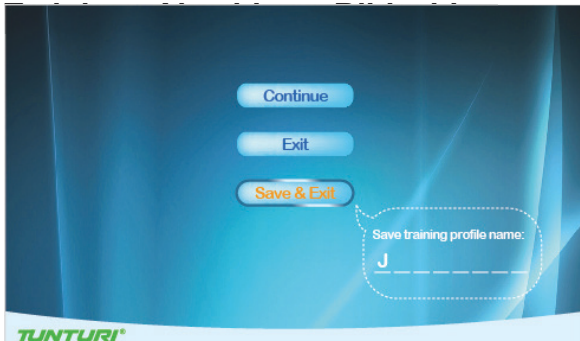 Continue
Exit
Save & Exit
Save training profile name:
J _ _ _ _ _ _ _
TUNTURI®